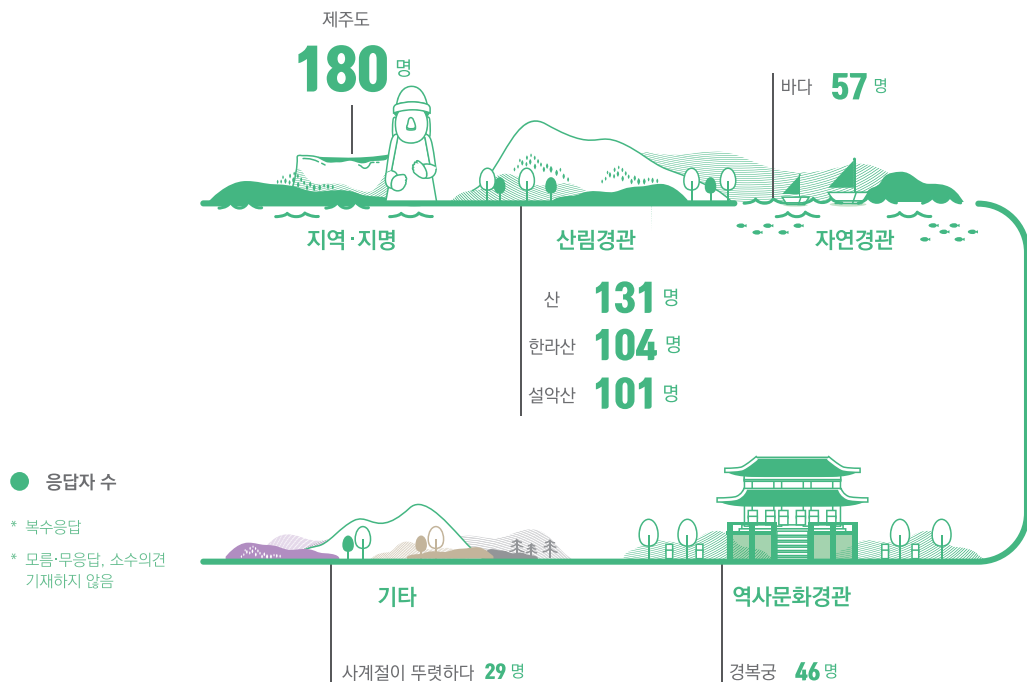 제주도
180 명
바다 57 명
지역·지명
산림경관
자연경관
산 131 명
한라산 104 명
설악산 101 명
응답자 수
* 복수응답
* 모름·무응답, 소수의견
기재하지 않음
기타
역사문화경관
사계절이 뚜렷하다 29 명
경복궁 46 명